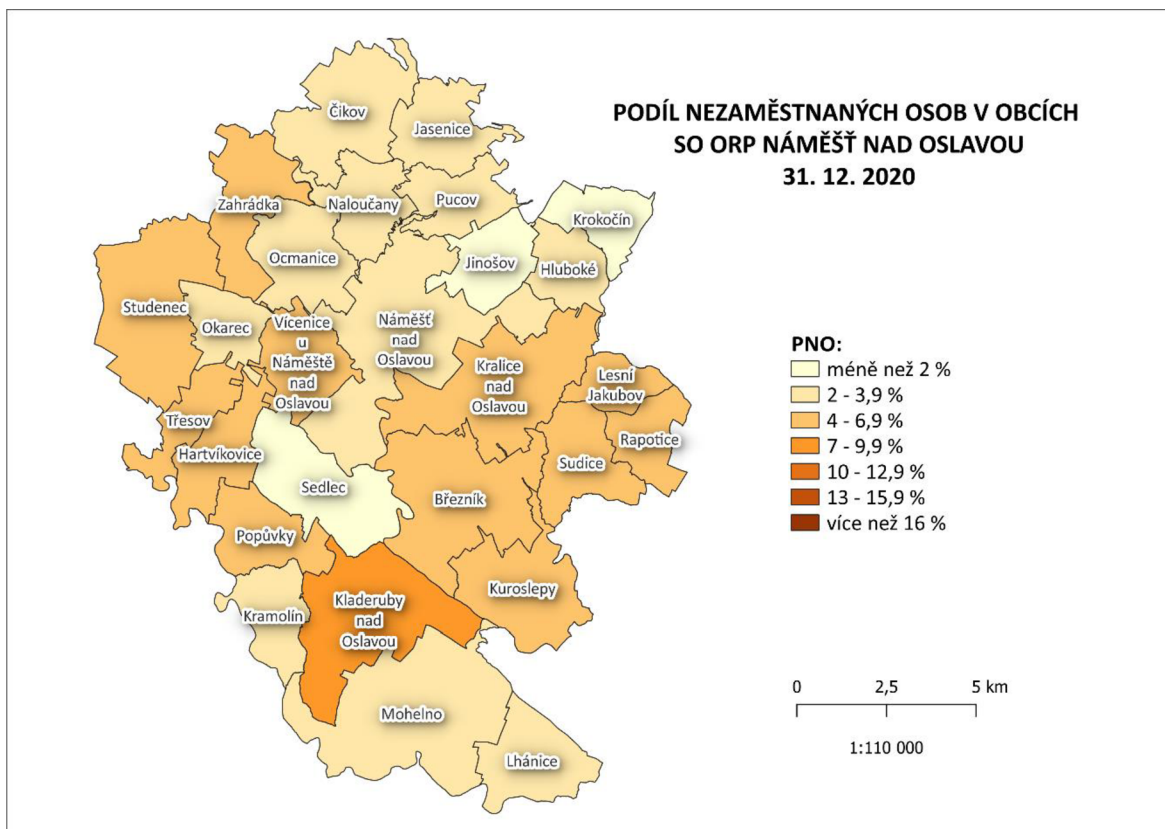 PODÍL NEZAMĚSTNANÝCH OSOB V OBCÍCH
SO ORP NÁMĚŠŤ NAD OSLAVOU
31. 12. 2020
Čikov
Jasenice
Zahrádka
Naloučany
Pucov
Krokočín
Ocmanice
Jinošov
Hluboké
Studenec
Okarec
Vícenice
u
Náměště
nad
Oslavou
Náměšť
nad
Oslavou
Kralice
nad
Oslavou
Lesní
Jakubov
Třesov
Hartvíkovice
Rapotice
Sudice
Sedlec
Březník
Popůvky
Kuroslepy
Kramolín
Kladeruby
nad
Oslavou
Mohelno
Lhánice
PNO:
méně než 2 %
2 - 3,9 %
4 - 6,9 %
7 - 9,9 %
10 - 12,9 %
13 - 15,9 %
více než 16 %
0 2,5 5 km
1:110 000